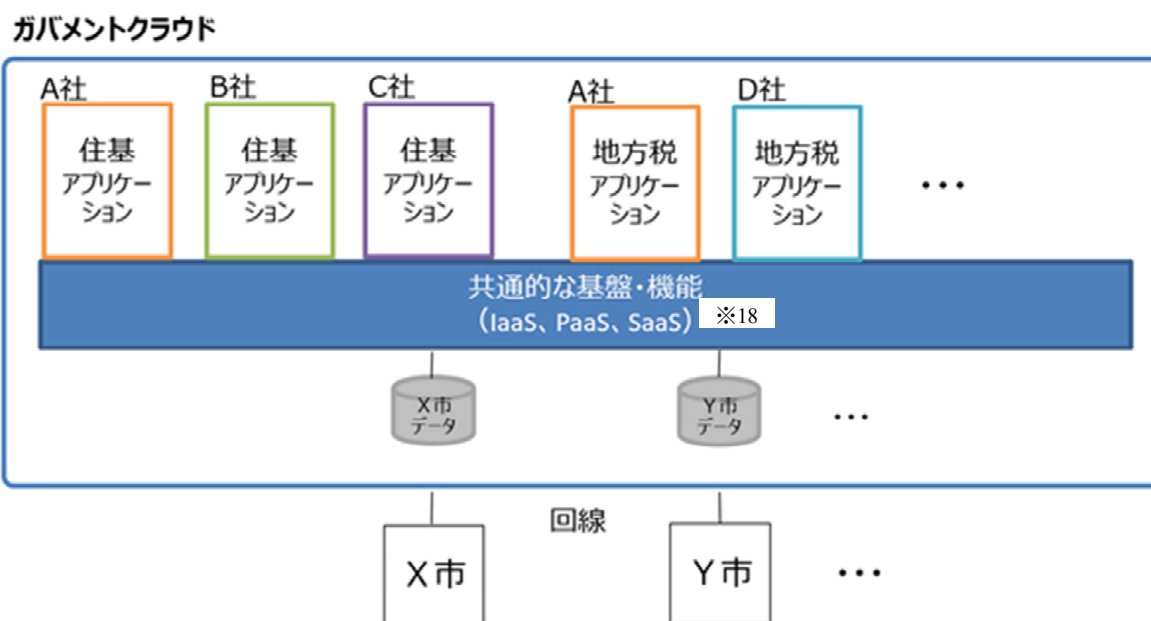 ガバメントクラウド
A社
B社
C社
A社
D社
住基
アプリケー
ション
住基
アプリケー
ション
住基
アプリケー
ション
地方税
アプリケー
ション
地方税
アプリケー
ション
・・・
共通的な基盤・機能
（IaaS、PaaS、SaaS） ※18
X市
データ
Y市
データ
・・・
回線
X市
Y市
・・・